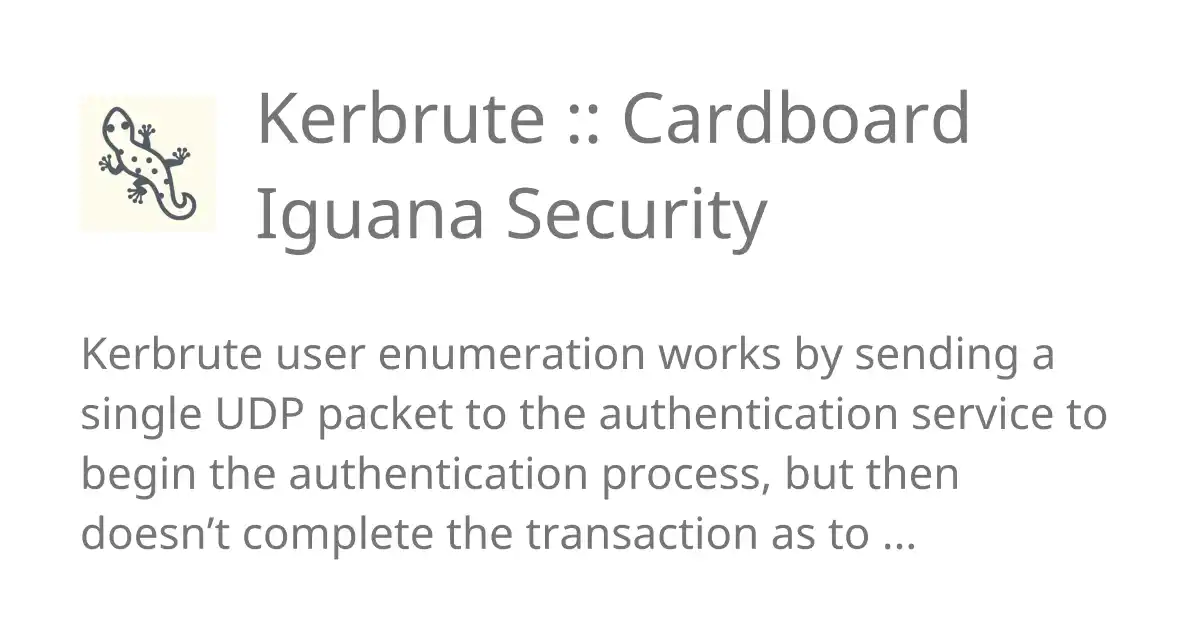 Kerbrute :: Cardboard
Iguana Security
Kerbrute user enumeration works by sending a
single UDP packet to the authentication service to
begin the authentication process, but then
doesn’t complete the transaction as to ...